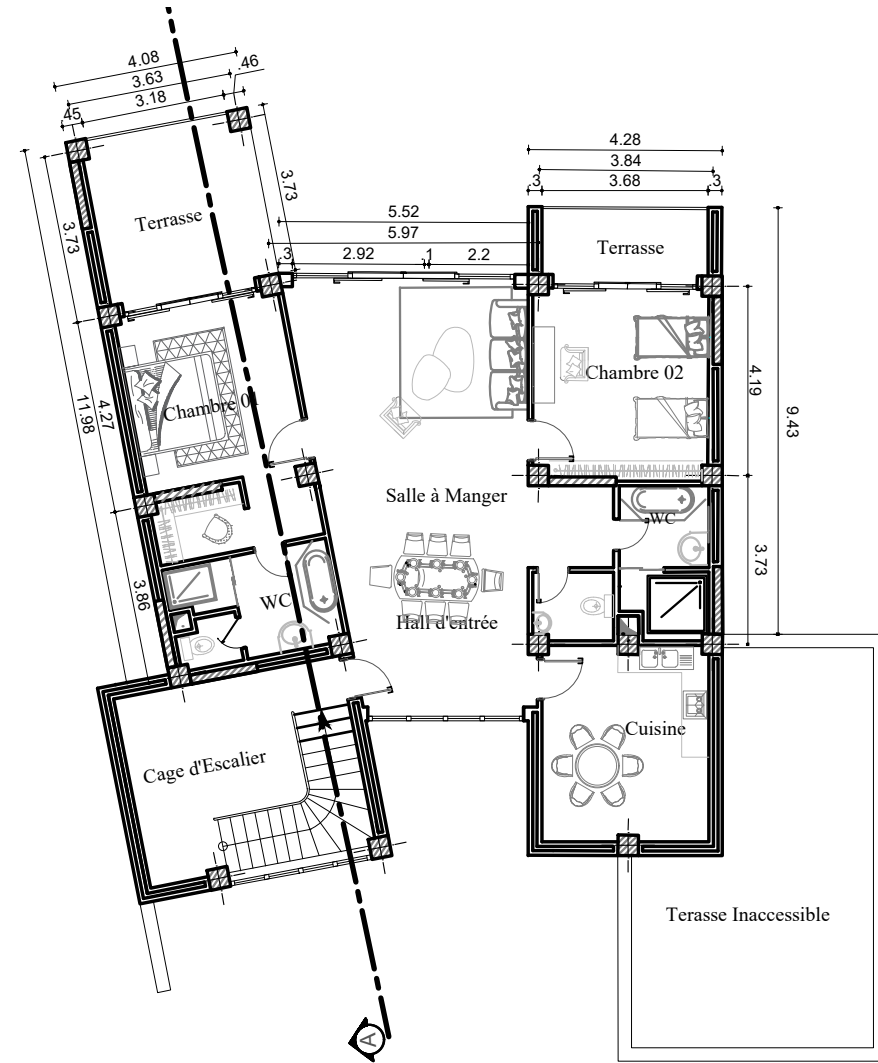 4.08
3.63
.46
3.18
.45
4.28
3.84
.3
3.68
.3
3.73
5.52
5.97
.3
2.92
.1
2.2
Terrasse
Terrasse
3.73
4.27
11.98
3.86
Chambre 01
Chambre 02
4.19
9.43
3.73
Salle à Manger
WC
WC
Hall d'entrée
Cuisine
Cage d'Escalier
Terasse Inaccessible
A